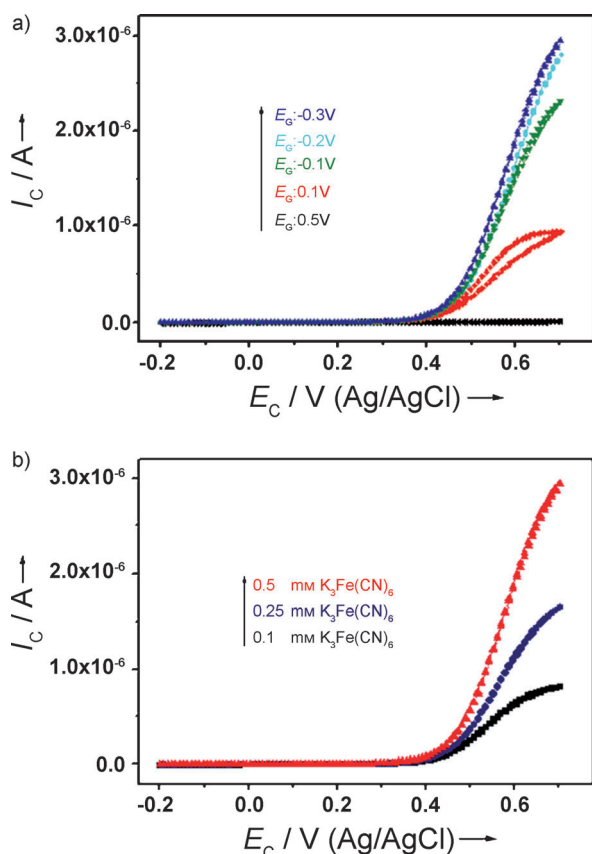 a)
3.0x10⁻⁶
2.0x10⁻⁶
1.0x10⁻⁶
0.0
I_C / A →
E_G:-0.3V
E_G:-0.2V
E_G:-0.1V
E_G:0.1V
E_G:0.5V
-0.2 0.0 0.2 0.4 0.6
E_C / V (Ag/AgCl) →
b)
3.0x10⁻⁶
2.0x10⁻⁶
1.0x10⁻⁶
0.0
I_C / A →
0.5 mM K₃Fe(CN)₆
0.25 mM K₃Fe(CN)₆
0.1 mM K₃Fe(CN)₆
-0.2 0.0 0.2 0.4 0.6
E_C / V (Ag/AgCl) →